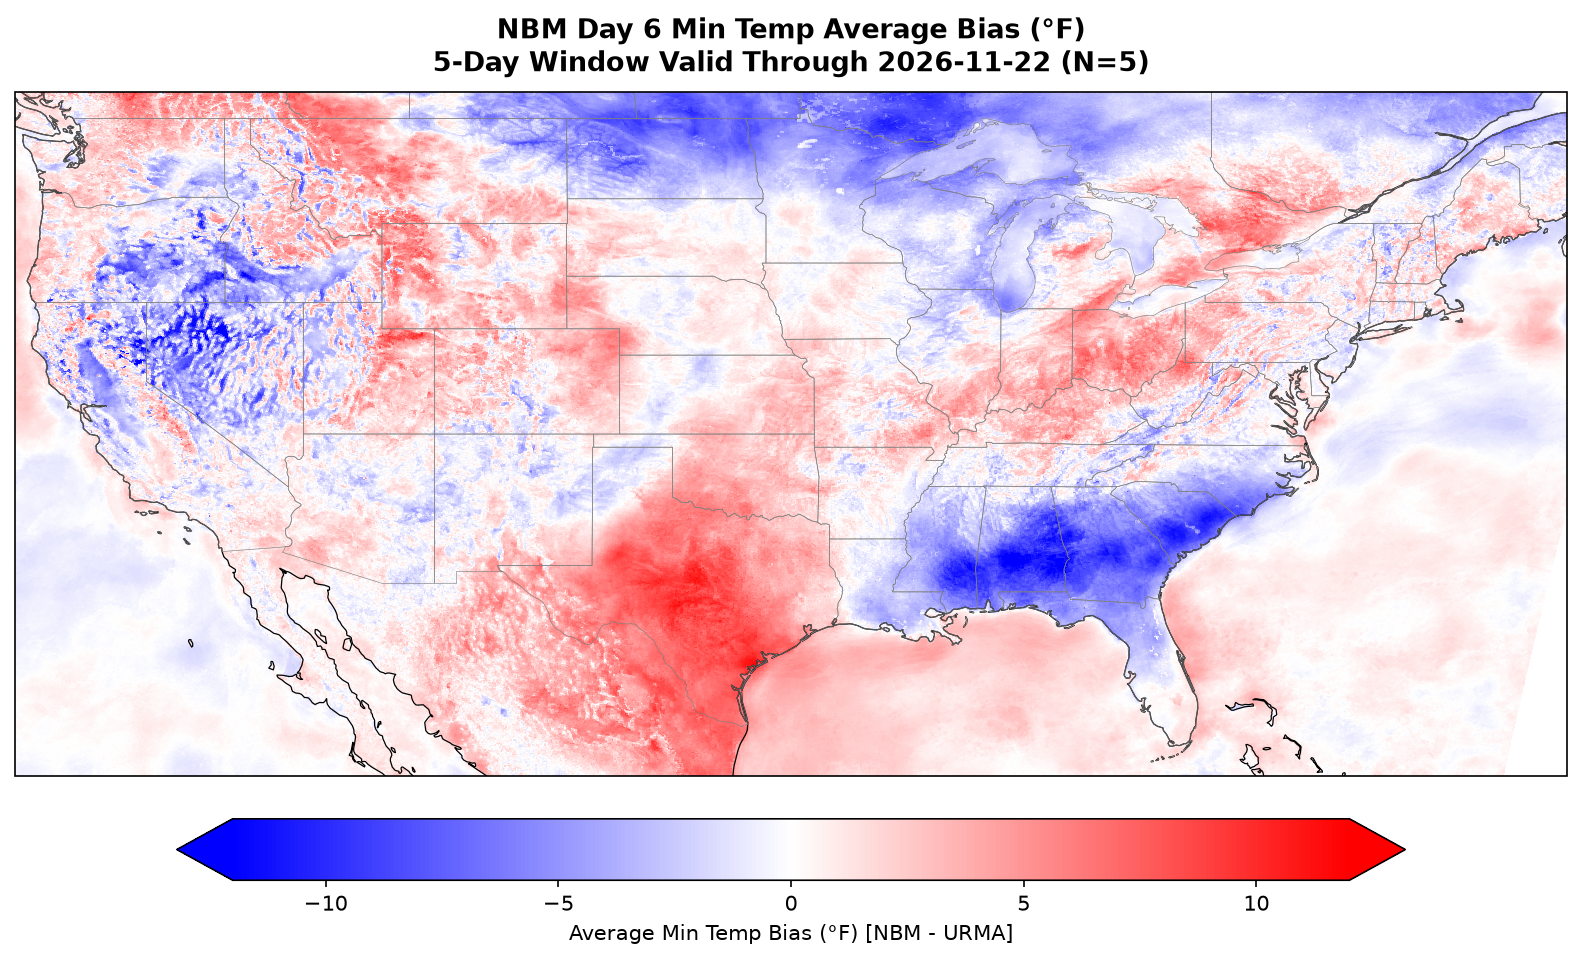 NBM Day 6 Min Temp Average Bias (°F)
5-Day Window Valid Through 2026-11-22 (N=5)
−10 −5 0 5 10
Average Min Temp Bias (°F) [NBM - URMA]